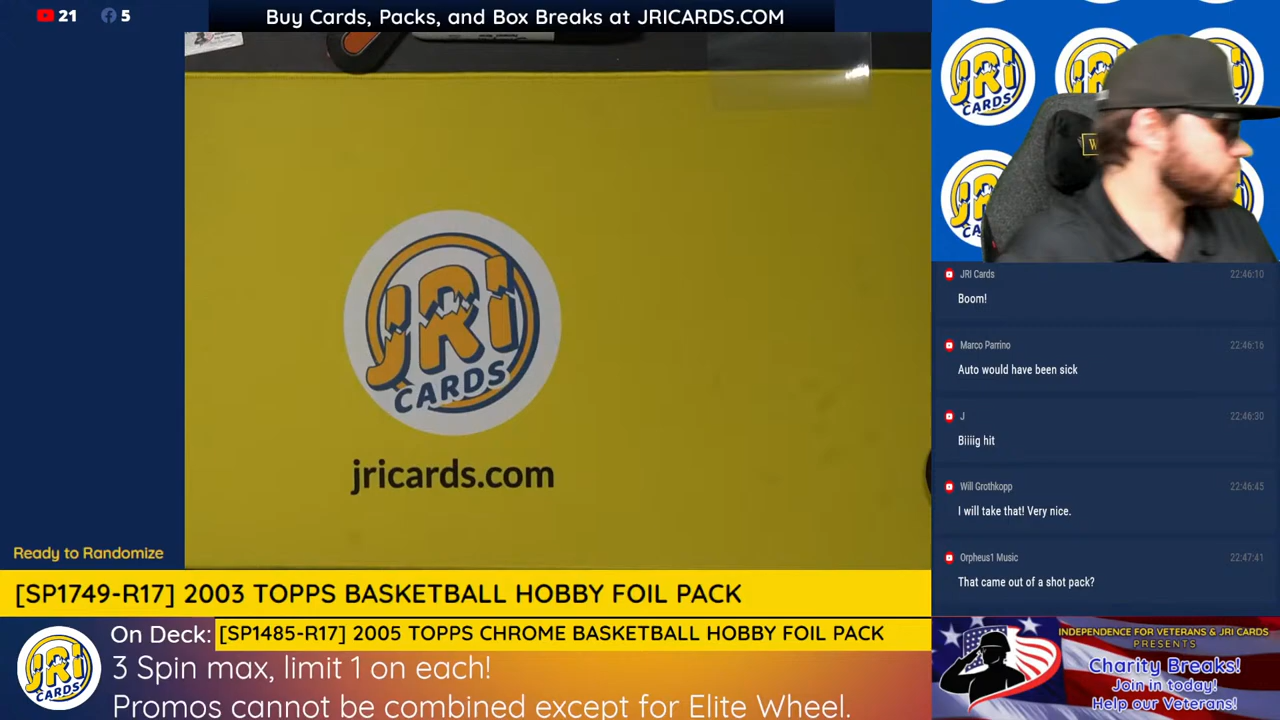 21
5
Buy Cards, Packs, and Box Breaks at JRICARDS.COM
JRI
CARDS
jricards.com
JRI
CARDS
W
JRI Cards 22:46:10
Boom!
Marco Parrino 22:46:16
Auto would have been sick
J 22:46:30
Biiiig hit
Will Grothkopp 22:46:45
I will take that! Very nice.
Orpheus1 Music 22:47:41
That came out of a shot pack?
Ready to Randomize
[SP1749-R17] 2003 TOPPS BASKETBALL HOBBY FOIL PACK
JRI
CARDS
On Deck: [SP1485-R17] 2005 TOPPS CHROME BASKETBALL HOBBY FOIL PACK
3 Spin max, limit 1 on each!
Promos cannot be combined except for Elite Wheel.
INDEPENDENCE FOR VETERANS & JRI CARDS
PRESENTS
Charity Breaks!
Join in today!
Help our Veterans!